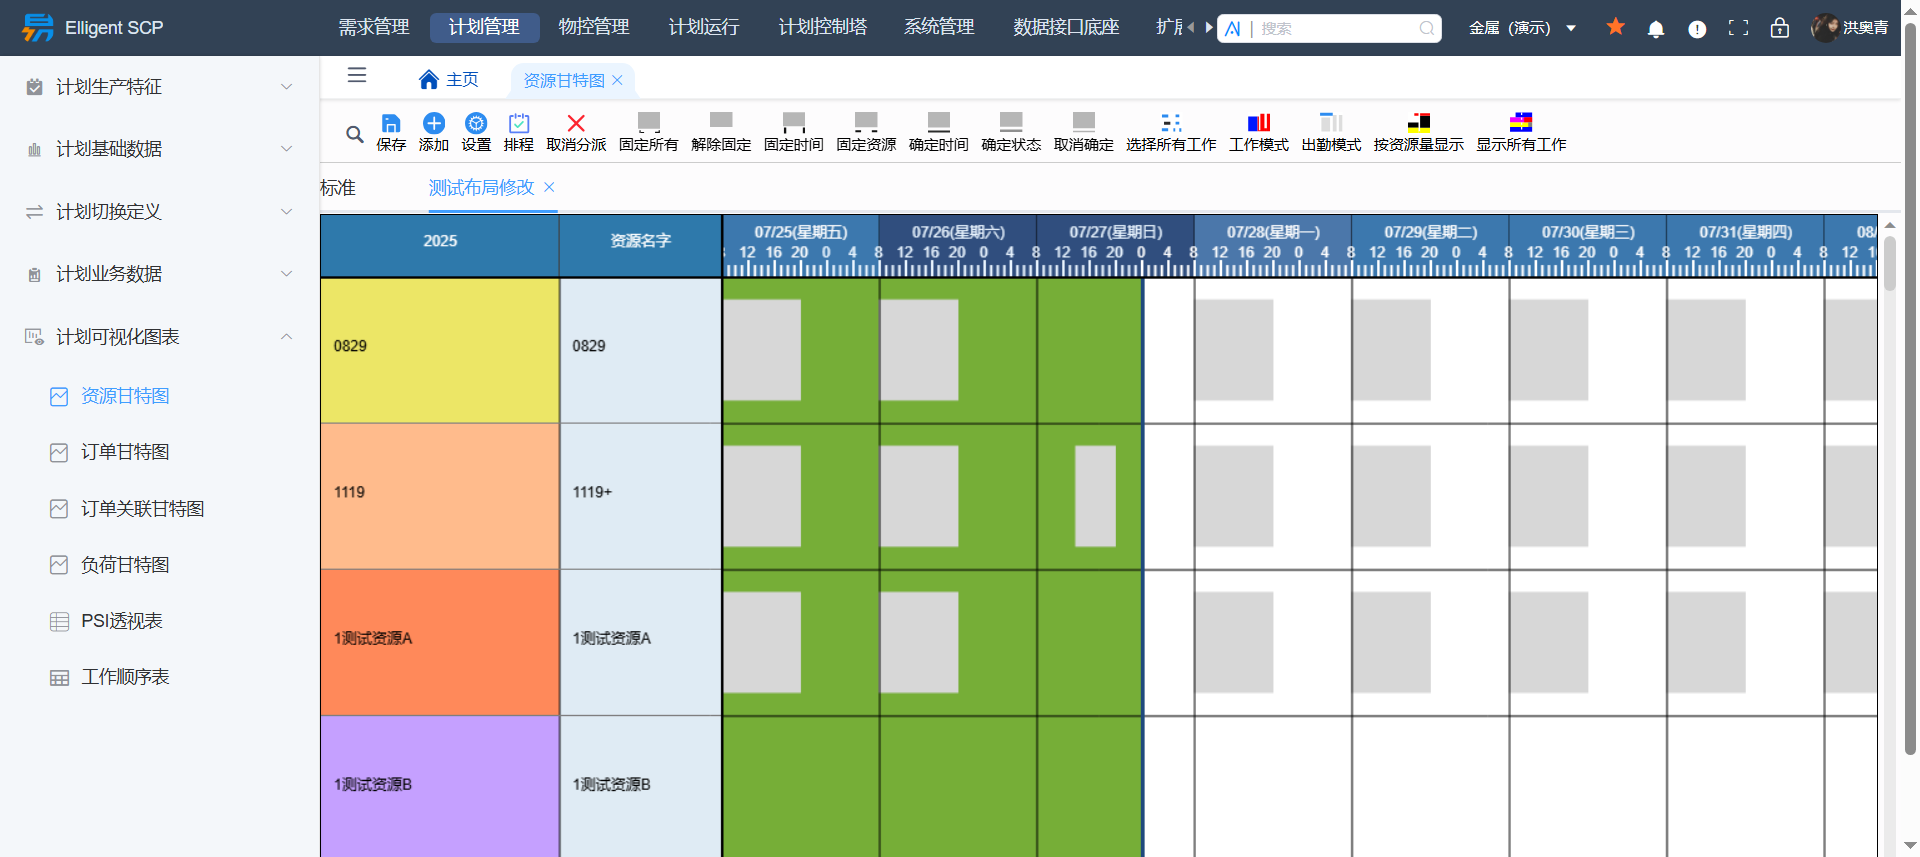 Elligent SCP
需求管理
计划管理
物控管理
计划运行
计划控制塔
系统管理
数据接口底座
搜索
金属（演示）
洪奥青
计划生产特征
计划基础数据
计划切换定义
计划业务数据
计划可视化图表
资源甘特图
订单甘特图
订单关联甘特图
负荷甘特图
PSI透视表
工作顺序表
主页
资源甘特图
保存
添加
设置
排程
取消分派
固定所有
解除固定
固定时间
固定资源
确定时间
确定状态
取消确定
选择所有工作
工作模式
出勤模式
按资源量显示
显示所有工作
标准
测试布局修改
2025
资源名字
07/25(星期五)
07/26(星期六)
07/27(星期日)
07/28(星期一)
07/29(星期二)
07/30(星期三)
07/31(星期四)
08/
12 16 20 0 4 8 12 16 20 0 4 8 12 16 20 0 4 8 12 16 20 0 4 8 12 16 20 0 4 8 12 16 20 0 4 8 12 16 20 0 4 8 12
0829
0829
1119
1119+
1测试资源A
1测试资源A
1测试资源B
1测试资源B